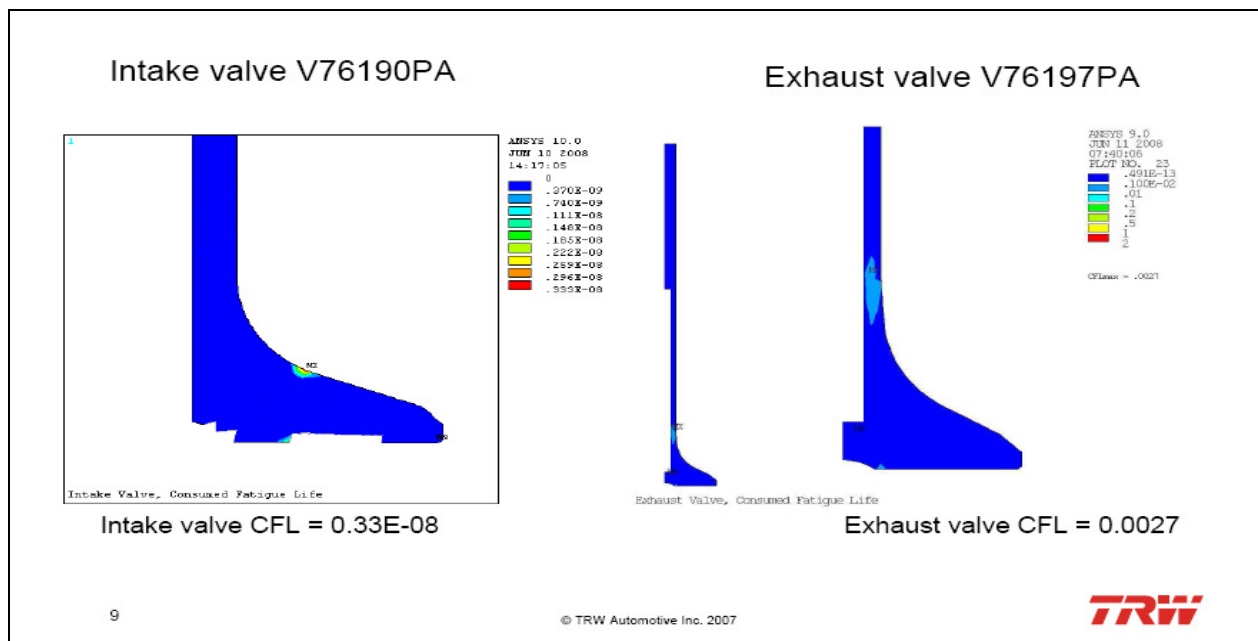 Intake valve V76190PA
Exhaust valve V76197PA
1
ANSYS 10.0
JUN 10 2008
14:17:05
0
.370E-09
.740E-09
.111E-08
.148E-08
.185E-08
.222E-08
.259E-08
.296E-08
.333E-08
MX
MN
Intake Valve, Consumed Fatigue Life
ANSYS 9.0
JUN 11 2008
07:40:06
PLOT NO. 23
.491E-13
.100E-02
.01
.1
.2
.5
1
2
CFLmax = .0027
Exhaust Valve, Consumed Fatigue Life
Intake valve CFL = 0.33E-08
Exhaust valve CFL = 0.0027
9
© TRW Automotive Inc. 2007
TRW